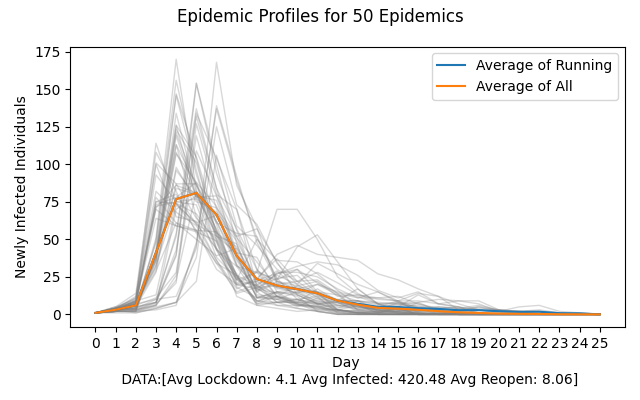 Epidemic Profiles for 50 Epidemics
175
150
125
100
75
50
25
0
Newly Infected Individuals
Average of Running
Average of All
0 1 2 3 4 5 6 7 8 9 10 11 12 13 14 15 16 17 18 19 20 21 22 23 24 25
Day
DATA:[Avg Lockdown: 4.1 Avg Infected: 420.48 Avg Reopen: 8.06]